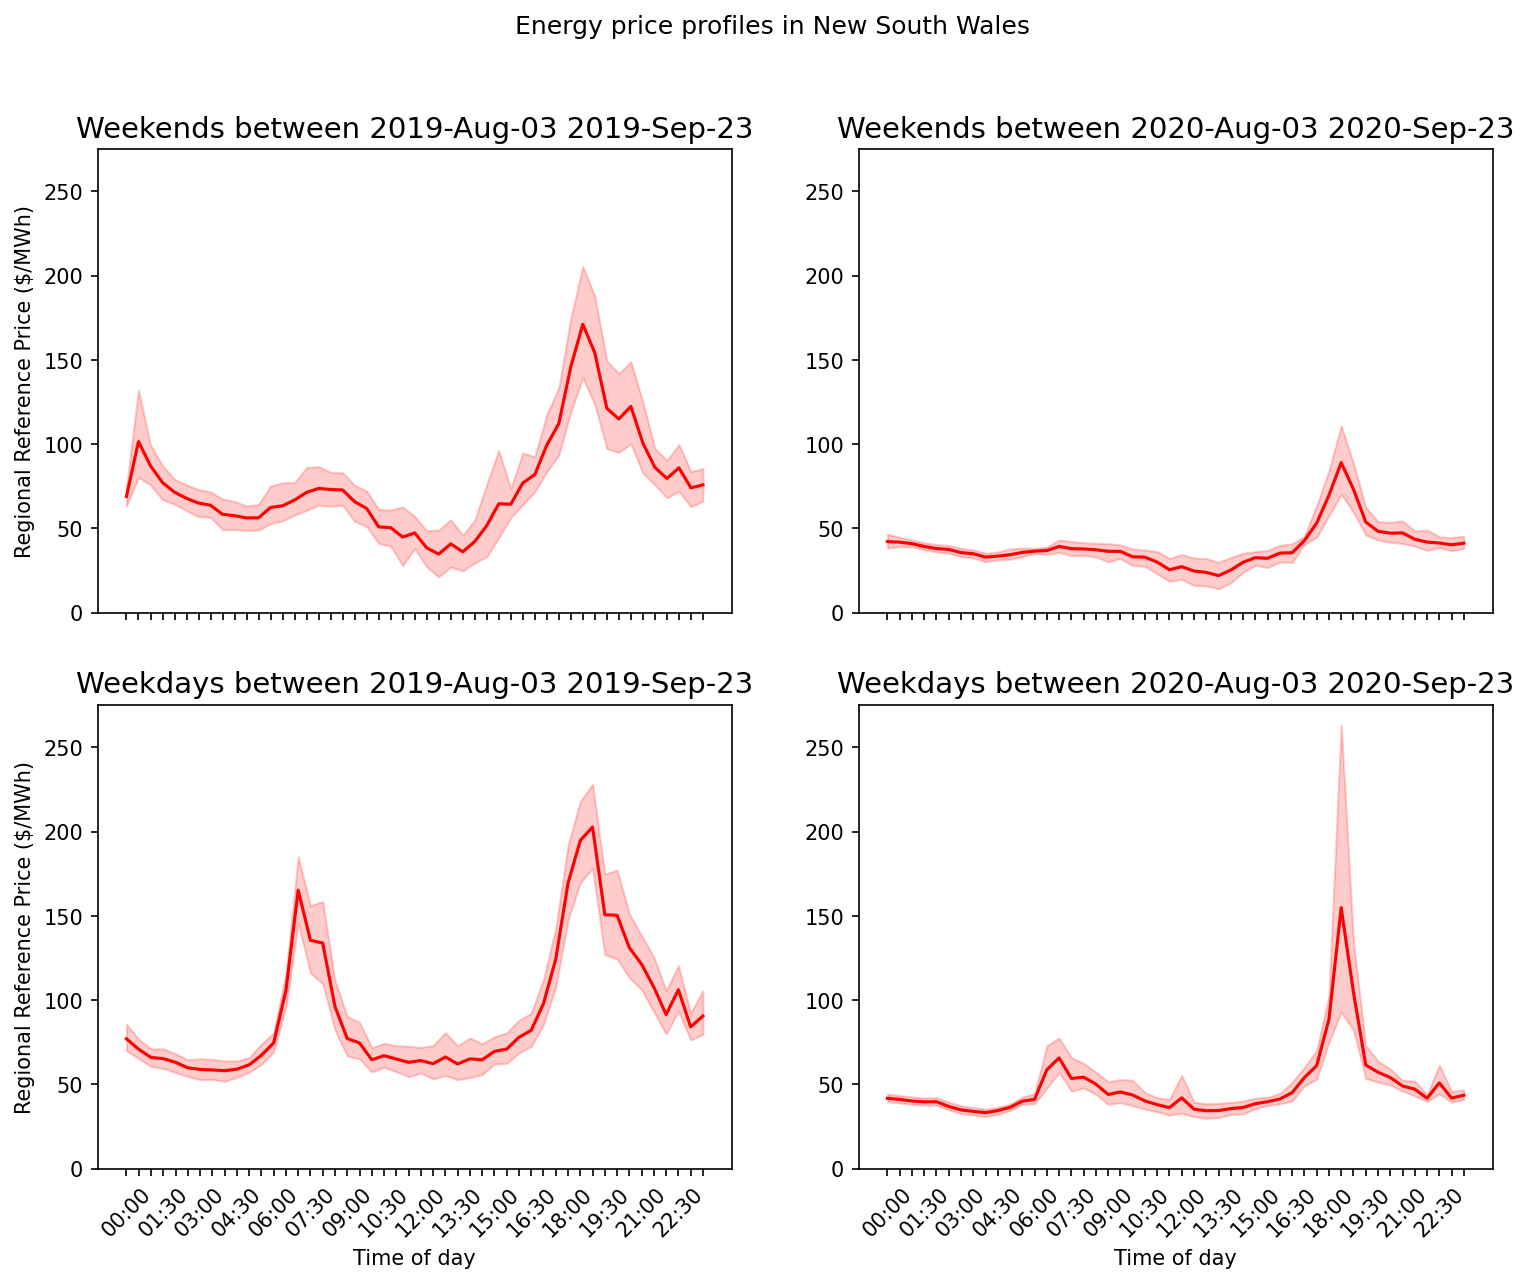 Energy price profiles in New South Wales
Weekends between 2019-Aug-03 2019-Sep-23
Weekends between 2020-Aug-03 2020-Sep-23
Regional Reference Price ($/MWh)
250
200
150
100
50
0
250
200
150
100
50
0
Weekdays between 2019-Aug-03 2019-Sep-23
Weekdays between 2020-Aug-03 2020-Sep-23
Regional Reference Price ($/MWh)
250
200
150
100
50
0
250
200
150
100
50
0
00:00 01:30 03:00 04:30 06:00 07:30 09:00 10:30 12:00 13:30 15:00 16:30 18:00 19:30 21:00 22:30
00:00 01:30 03:00 04:30 06:00 07:30 09:00 10:30 12:00 13:30 15:00 16:30 18:00 19:30 21:00 22:30
Time of day
Time of day